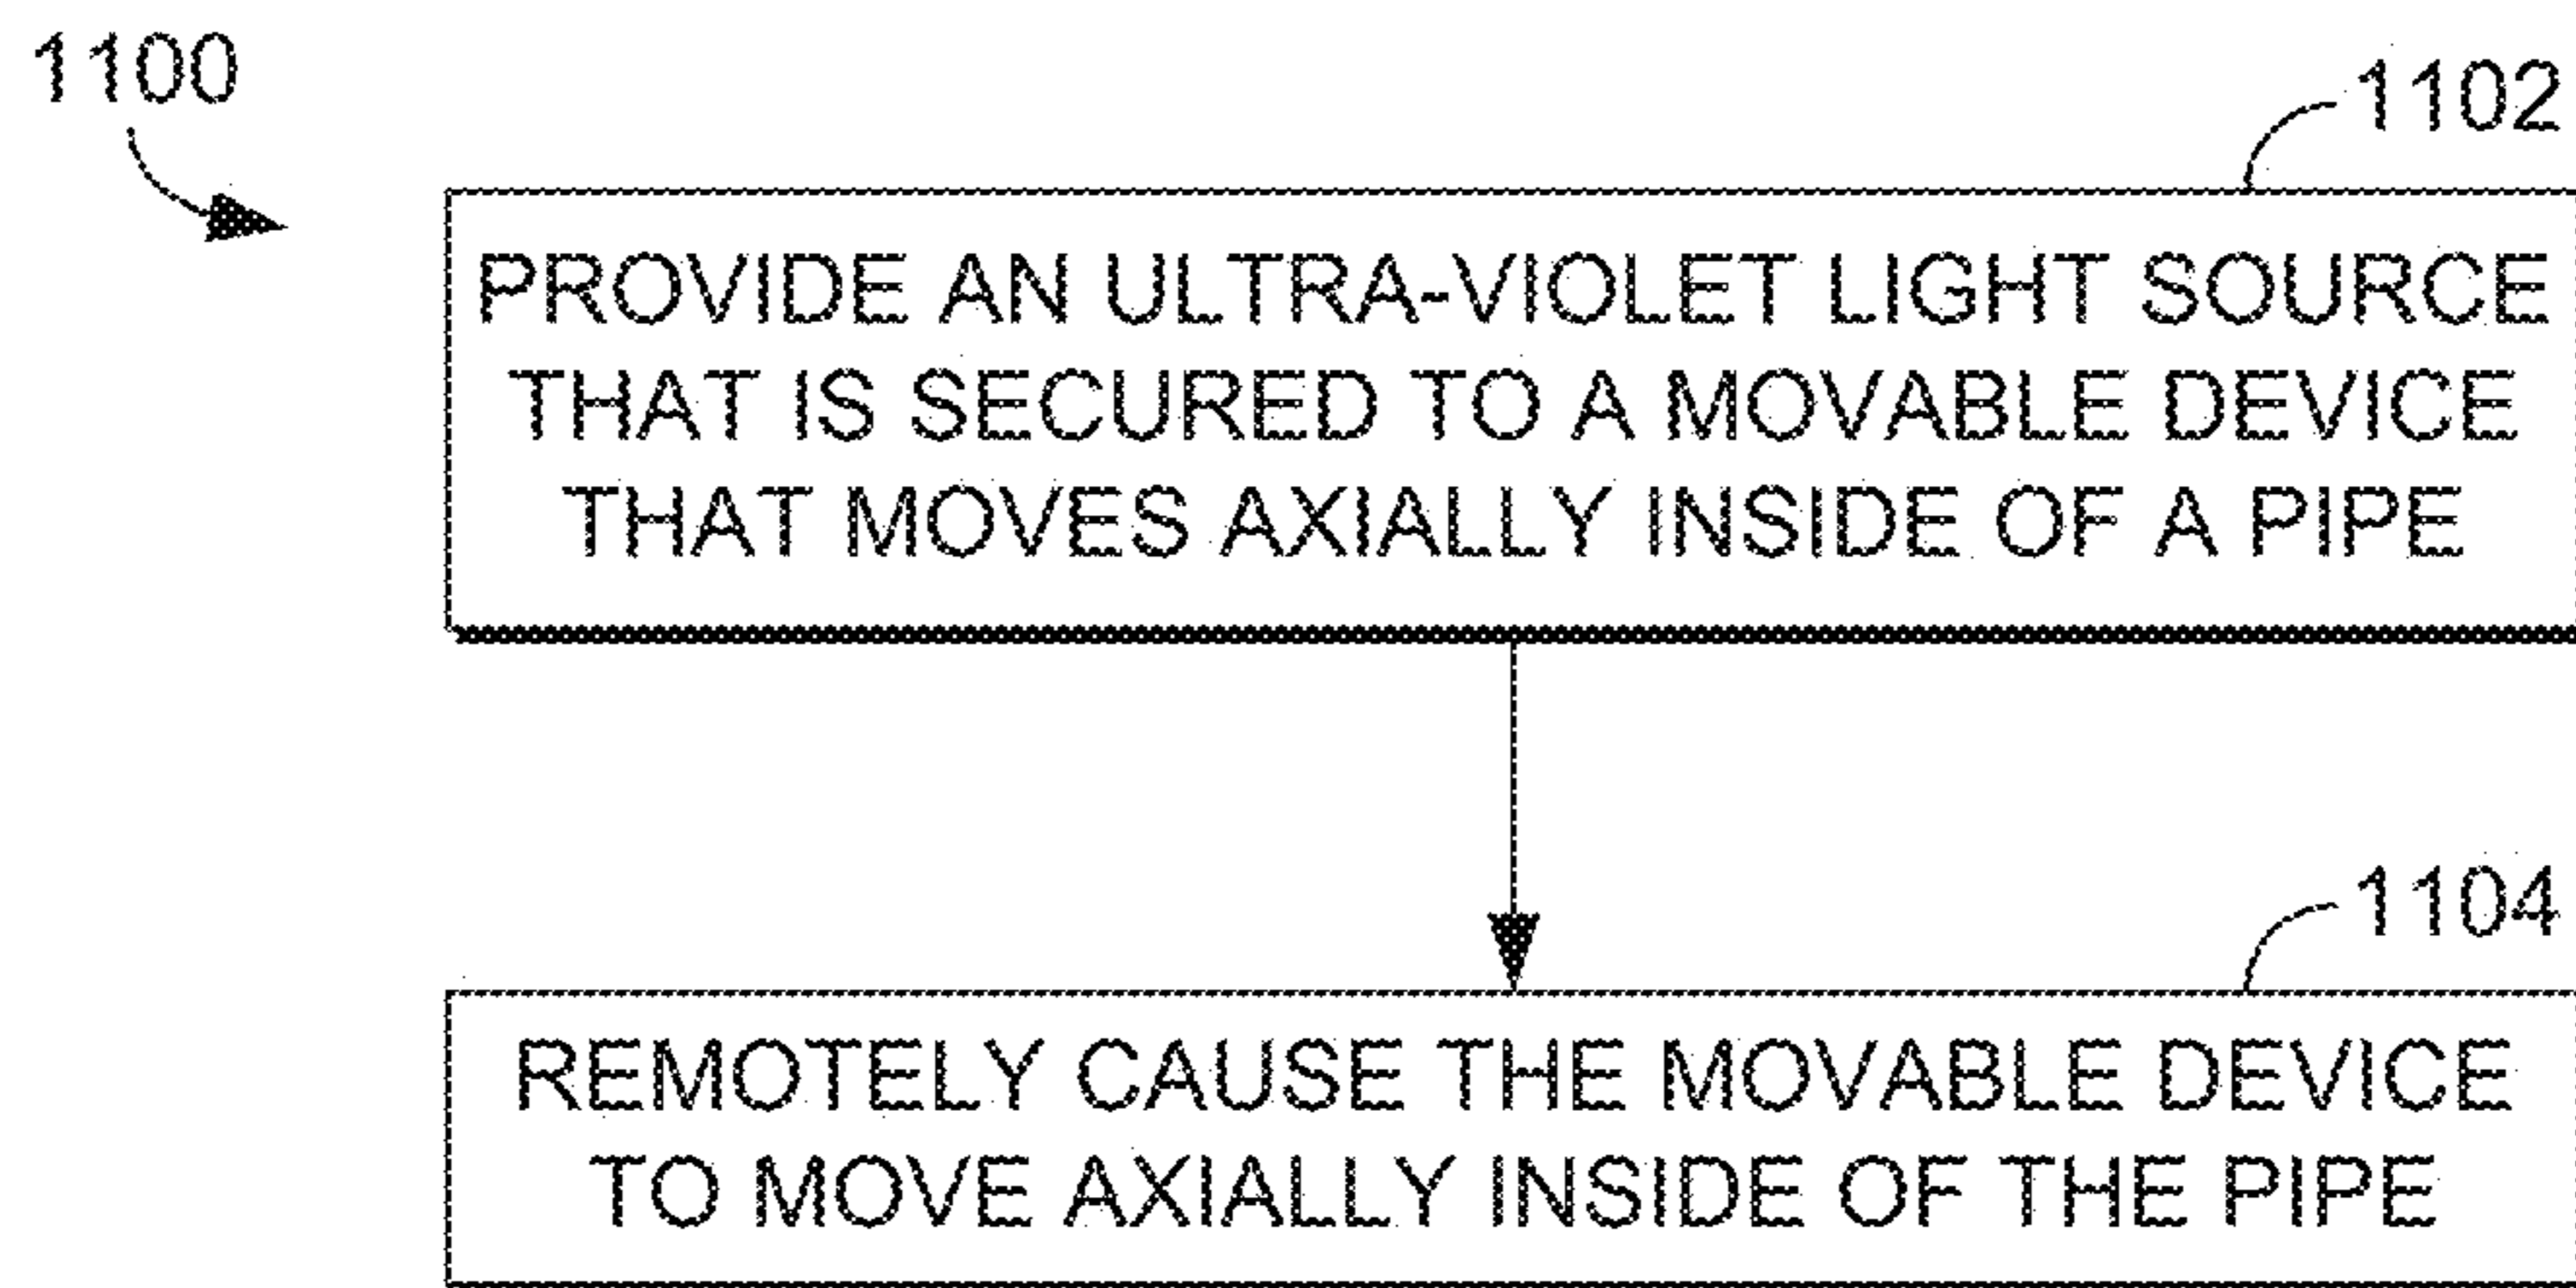 1100
1102
PROVIDE AN ULTRA-VIOLET LIGHT SOURCE
THAT IS SECURED TO A MOVABLE DEVICE
THAT MOVES AXIALLY INSIDE OF A PIPE
1104
REMOTELY CAUSE THE MOVABLE DEVICE
TO MOVE AXIALLY INSIDE OF THE PIPE